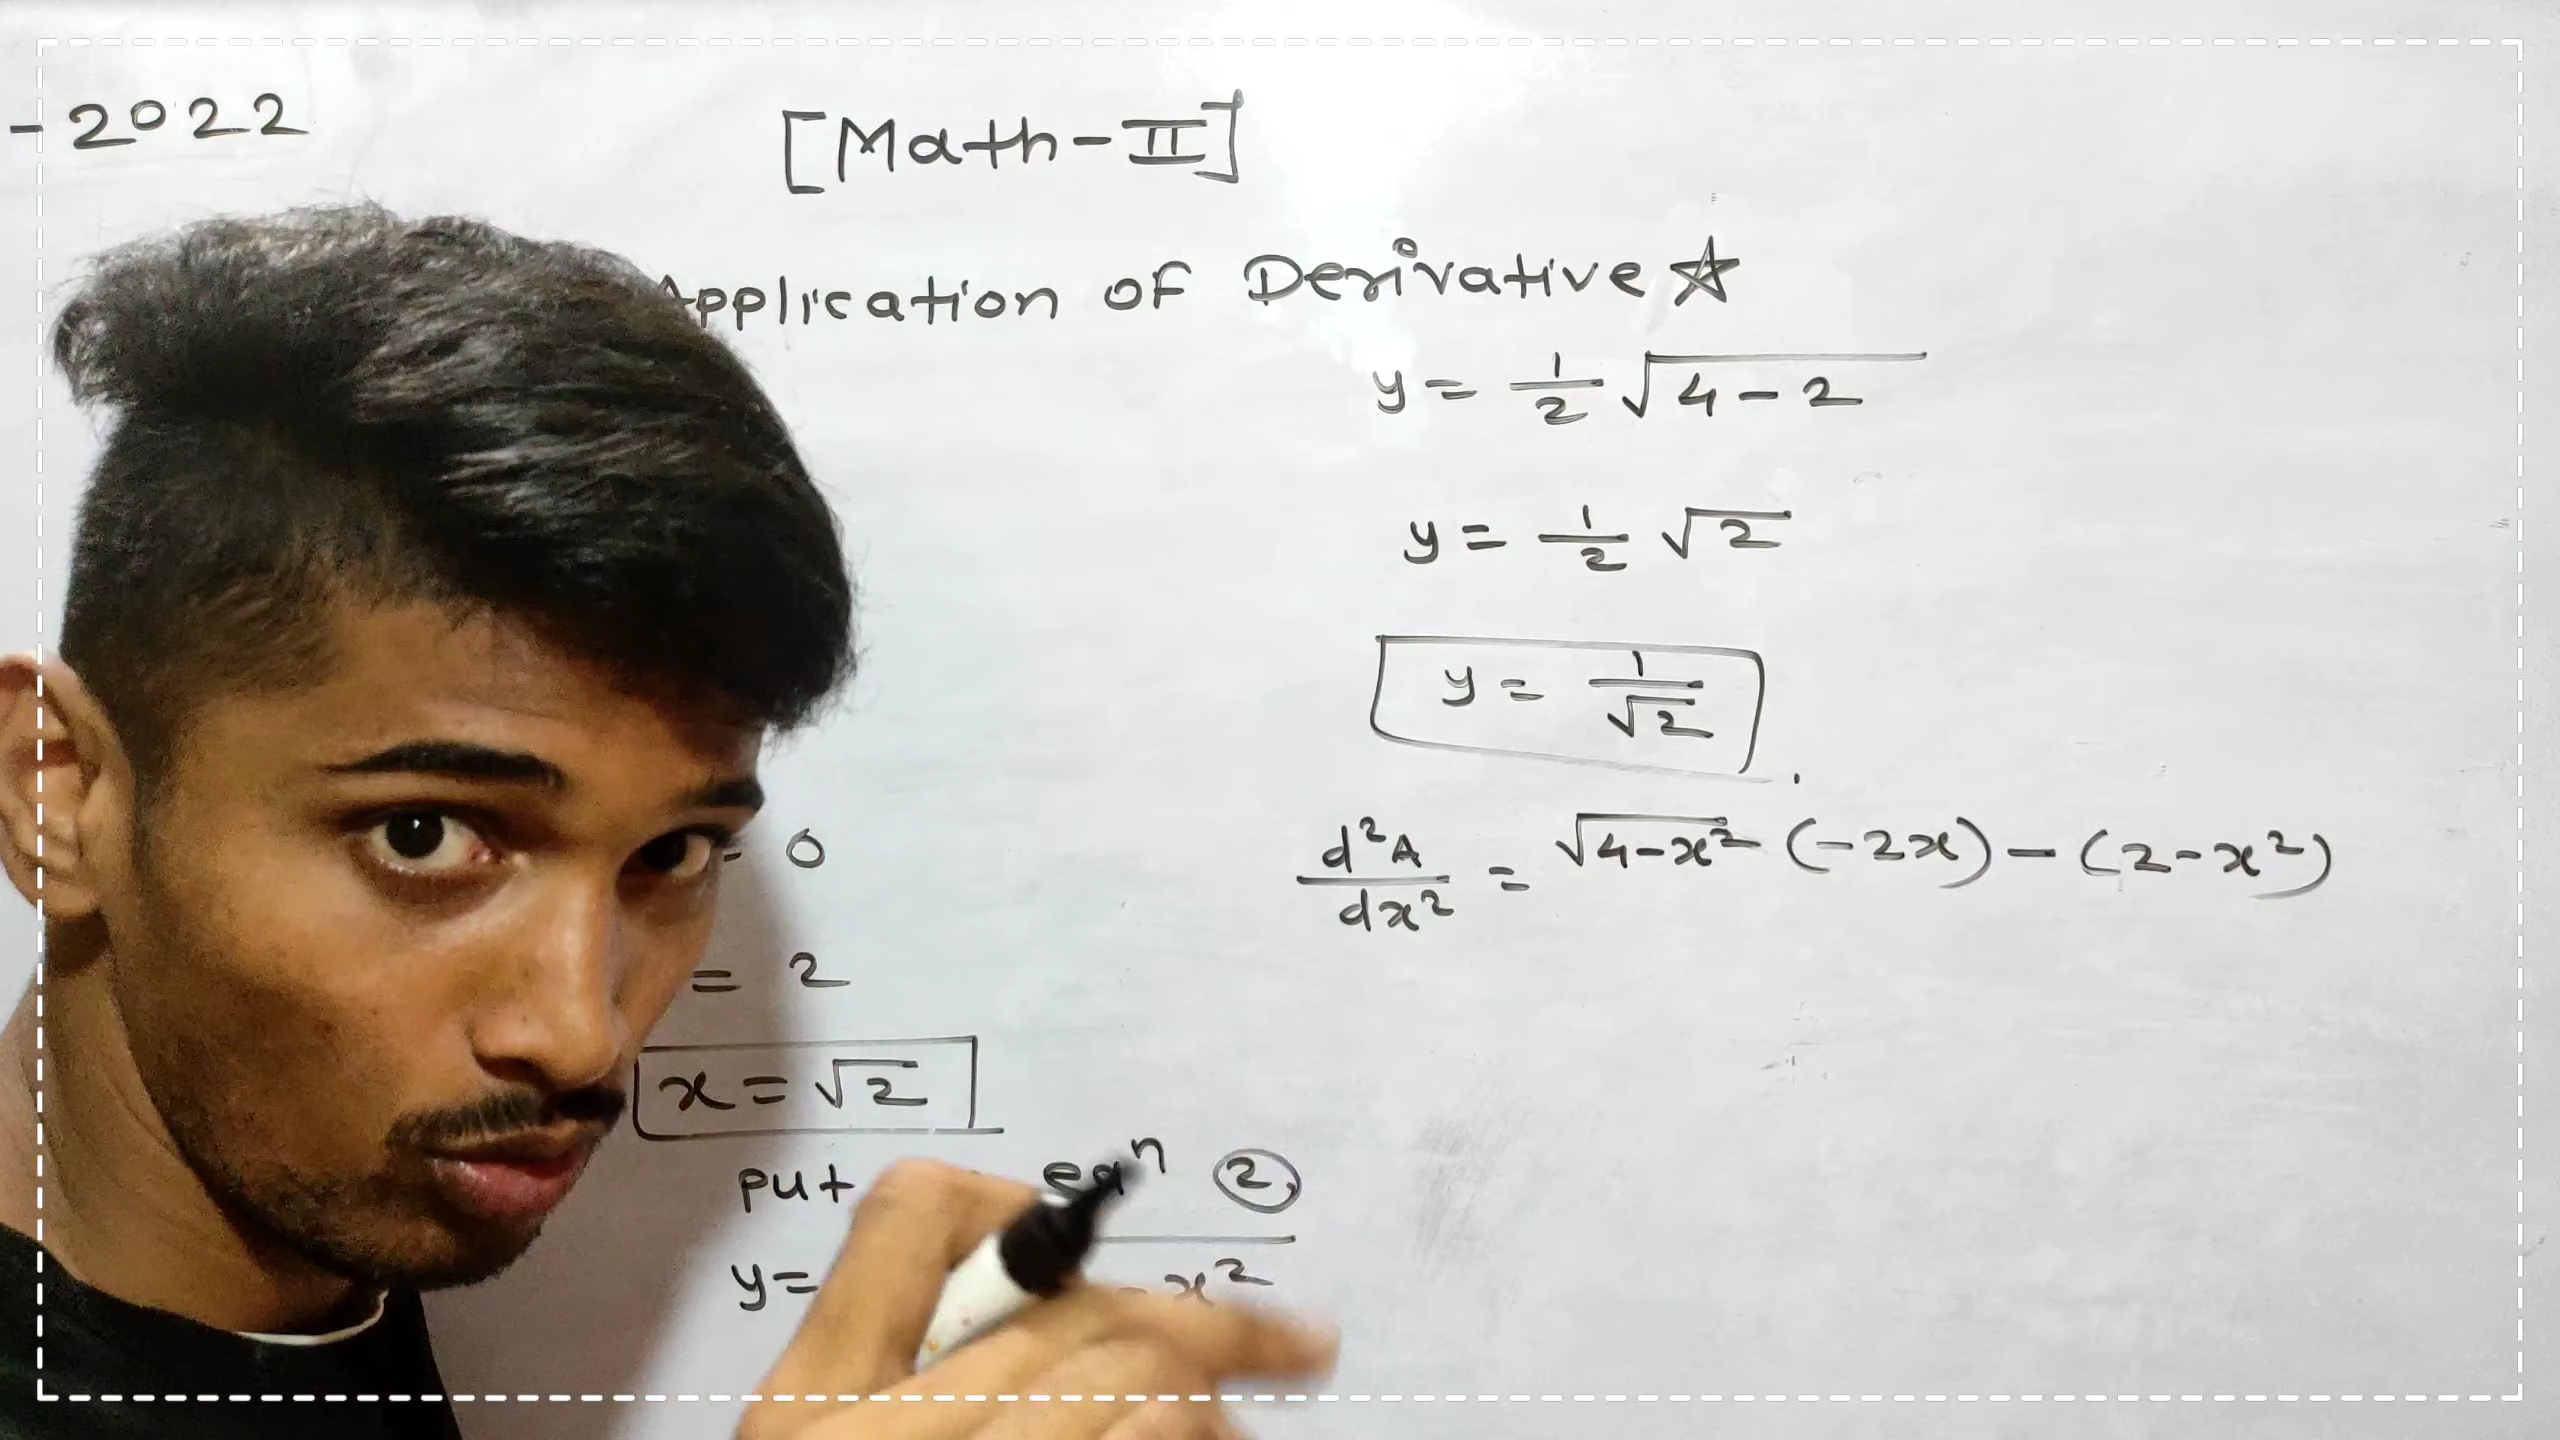 - 2022
[Math-II]
Application of Derivative ☆
y = 1/2 √(4-2)
y = 1/2 √2
y = 1/√2
- 0
= 2
x = √2
put eqn ②
y= - x²
d²A/dx² = √(4-x²) (-2x) - (2-x²)